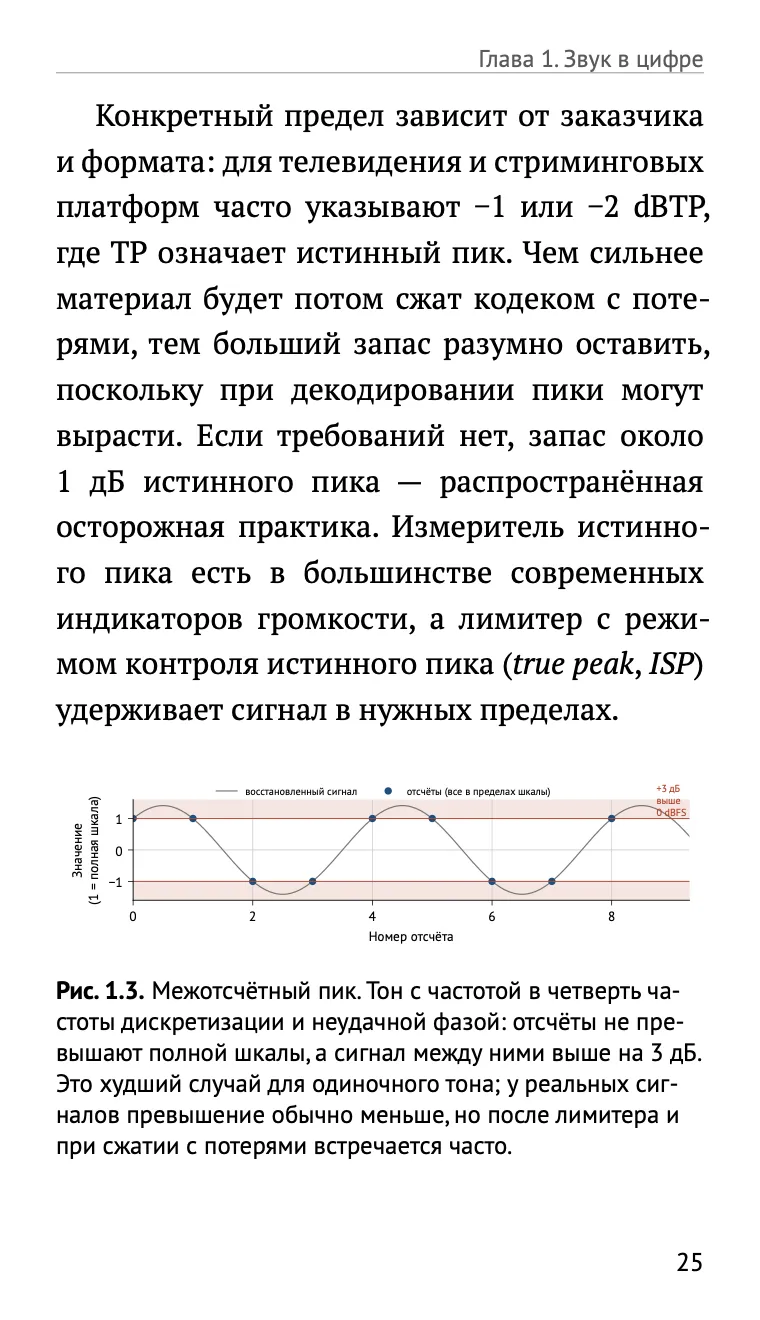 Глава 1. Звук в цифре
Конкретный предел зависит от заказчика
и формата: для телевидения и стриминговых
платформ часто указывают −1 или −2 dBTP,
где TP означает истинный пик. Чем сильнее
материал будет потом сжат кодеком с поте-
рями, тем больший запас разумно оставить,
поскольку при декодировании пики могут
вырасти. Если требований нет, запас около
1 дБ истинного пика — распространённая
осторожная практика. Измеритель истинно-
го пика есть в большинстве современных
индикаторов громкости, а лимитер с режи-
мом контроля истинного пика (true peak, ISP)
удерживает сигнал в нужных пределах.
восстановленный сигнал
отсчёты (все в пределах шкалы)
+3 дБ
выше
0 dBFS
Значение
(1 = полная шкала)
1
0
−1
0 2 4 6 8
Номер отсчёта
Рис. 1.3. Межотсчётный пик. Тон с частотой в четверть ча-
стоты дискретизации и неудачной фазой: отсчёты не пре-
вышают полной шкалы, а сигнал между ними выше на 3 дБ.
Это худший случай для одиночного тона; у реальных сиг-
налов превышение обычно меньше, но после лимитера и
при сжатии с потерями встречается часто.
25